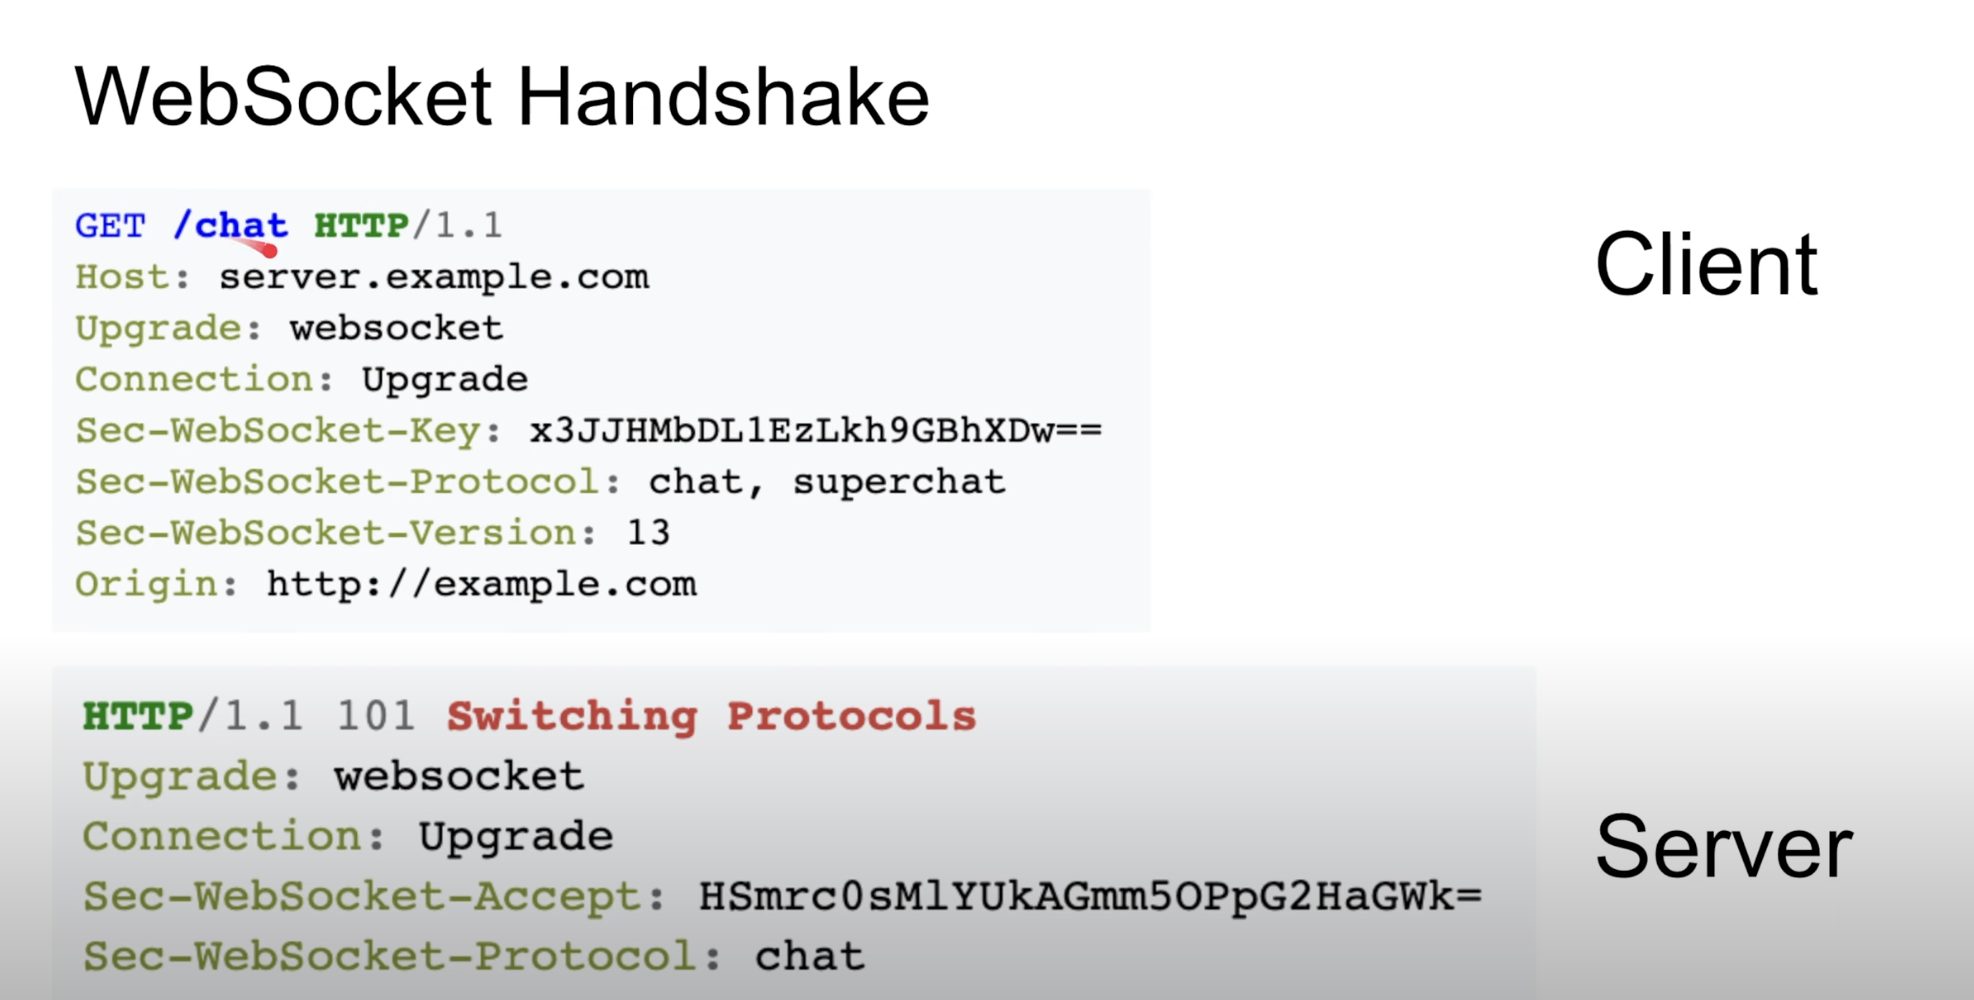 WebSocket Handshake
GET /chat HTTP/1.1
Host: server.example.com
Upgrade: websocket
Connection: Upgrade
Sec-WebSocket-Key: x3JJHMbDL1EzLkh9GBhXDw==
Sec-WebSocket-Protocol: chat, superchat
Sec-WebSocket-Version: 13
Origin: http://example.com
Client
HTTP/1.1 101 Switching Protocols
Upgrade: websocket
Connection: Upgrade
Sec-WebSocket-Accept: HSmrc0sMlYUkAGmm5OPpG2HaGWk=
Sec-WebSocket-Protocol: chat
Server